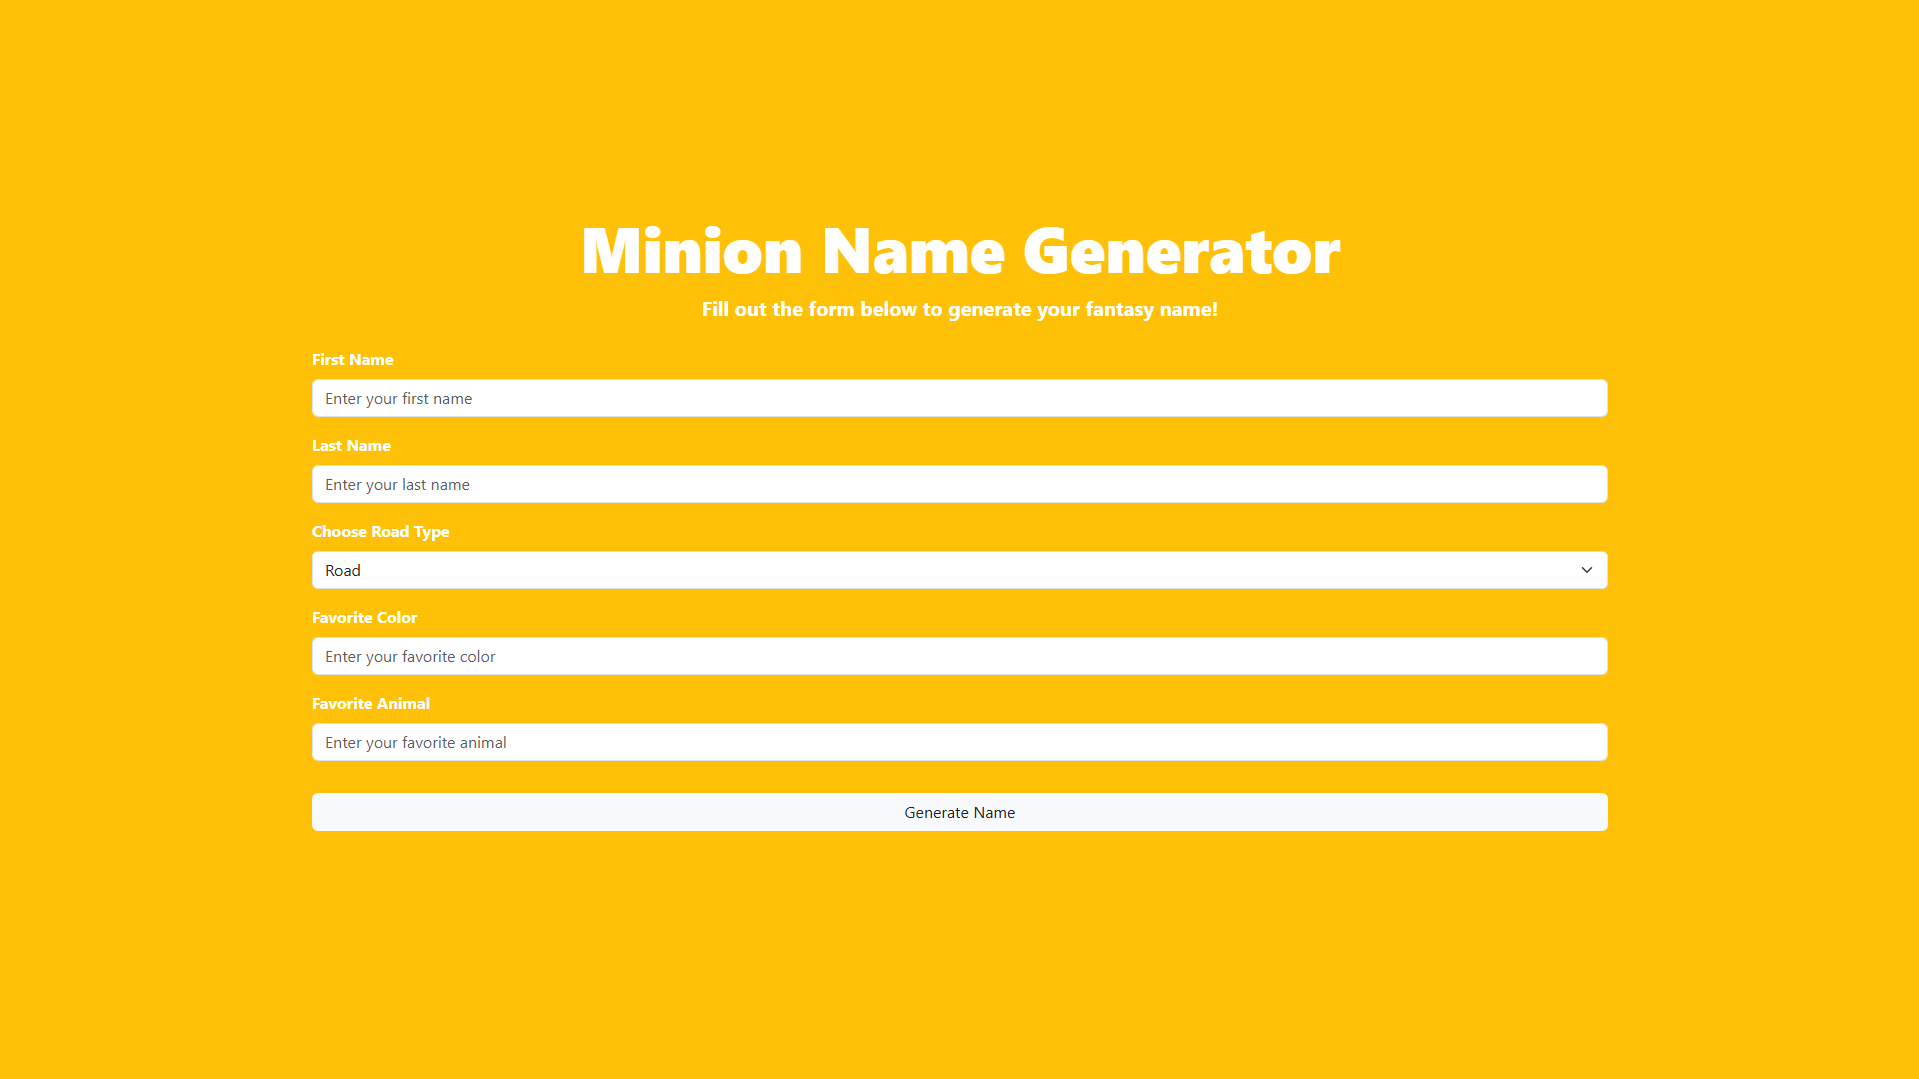 Minion Name Generator
Fill out the form below to generate your fantasy name!
First Name
Enter your first name
Last Name
Enter your last name
Choose Road Type
Road
Favorite Color
Enter your favorite color
Favorite Animal
Enter your favorite animal
Generate Name